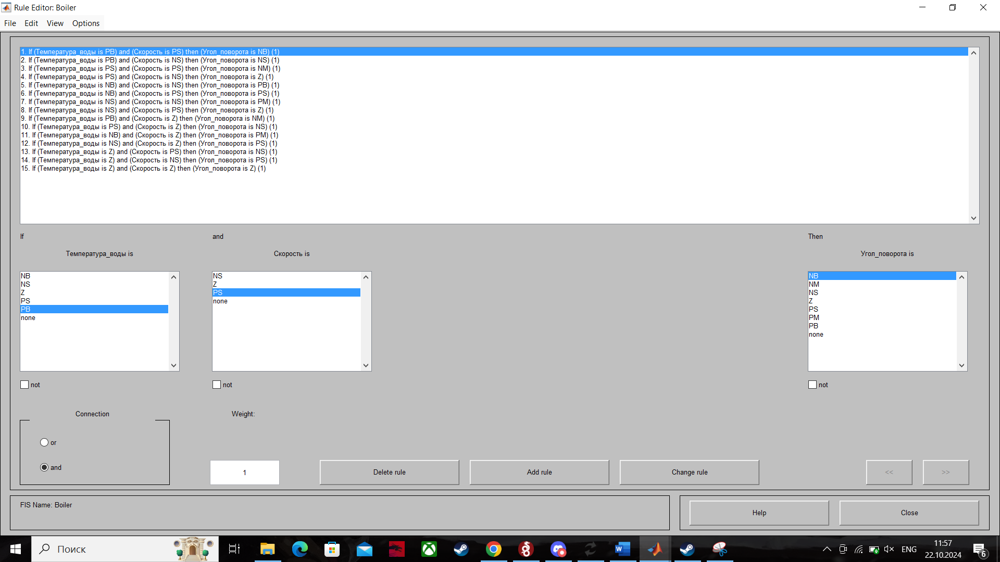 Rule Editor: Boiler
File Edit View Options
1. If (Температура_воды is PB) and (Скорость is PS) then (Угол_поворота is NB) (1)
2. If (Температура_воды is PB) and (Скорость is NS) then (Угол_поворота is NS) (1)
3. If (Температура_воды is PS) and (Скорость is PS) then (Угол_поворота is NM) (1)
4. If (Температура_воды is PS) and (Скорость is NS) then (Угол_поворота is Z) (1)
5. If (Температура_воды is NB) and (Скорость is NS) then (Угол_поворота is PB) (1)
6. If (Температура_воды is NB) and (Скорость is PS) then (Угол_поворота is PS) (1)
7. If (Температура_воды is NS) and (Скорость is NS) then (Угол_поворота is PM) (1)
8. If (Температура_воды is NS) and (Скорость is PS) then (Угол_поворота is Z) (1)
9. If (Температура_воды is PB) and (Скорость is Z) then (Угол_поворота is NM) (1)
10. If (Температура_воды is PS) and (Скорость is Z) then (Угол_поворота is NS) (1)
11. If (Температура_воды is NB) and (Скорость is Z) then (Угол_поворота is PM) (1)
12. If (Температура_воды is NS) and (Скорость is Z) then (Угол_поворота is PS) (1)
13. If (Температура_воды is Z) and (Скорость is PS) then (Угол_поворота is NS) (1)
14. If (Температура_воды is Z) and (Скорость is NS) then (Угол_поворота is PS) (1)
15. If (Температура_воды is Z) and (Скорость is Z) then (Угол_поворота is Z) (1)
If
Температура_воды is
NB
NS
Z
PS
PB
none
not
and
Скорость is
NS
Z
PS
none
not
Then
Угол_поворота is
NB
NM
NS
Z
PS
PM
PB
none
not
Connection
or
and
Weight:
1
Delete rule
Add rule
Change rule
<<
>>
FIS Name: Boiler
Help
Close
Поиск
ENG
11:57
22.10.2024
6